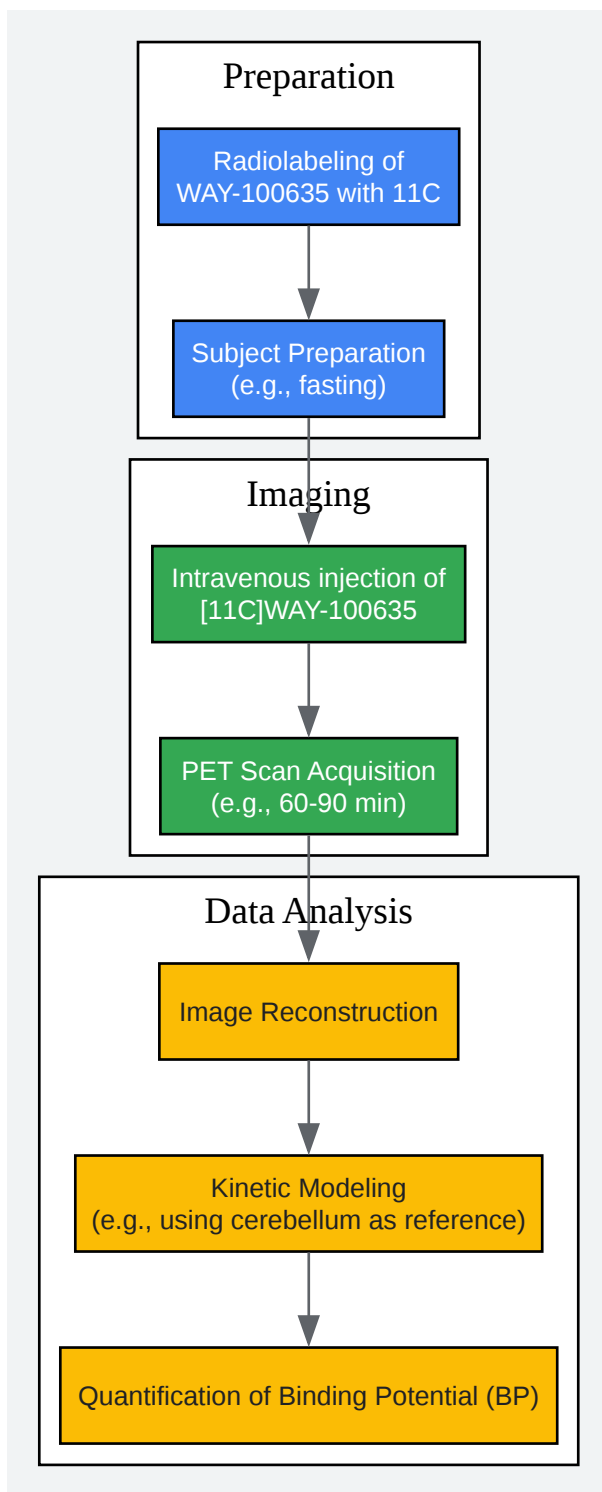 Preparation
Radiolabeling of
WAY-100635 with 11C
Subject Preparation
(e.g., fasting)
Imaging
Intravenous injection of
[11C]WAY-100635
PET Scan Acquisition
(e.g., 60-90 min)
Data Analysis
Image Reconstruction
Kinetic Modeling
(e.g., using cerebellum as reference)
Quantification of Binding Potential (BP)